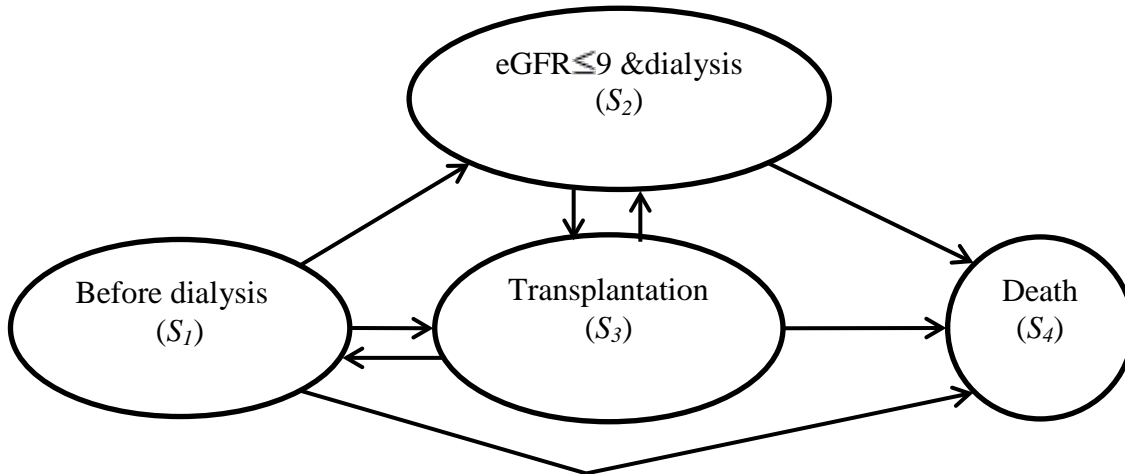 eGFR≤9 &dialysis
(S₂)
Before dialysis
(S₁)
Transplantation
(S₃)
Death
(S₄)